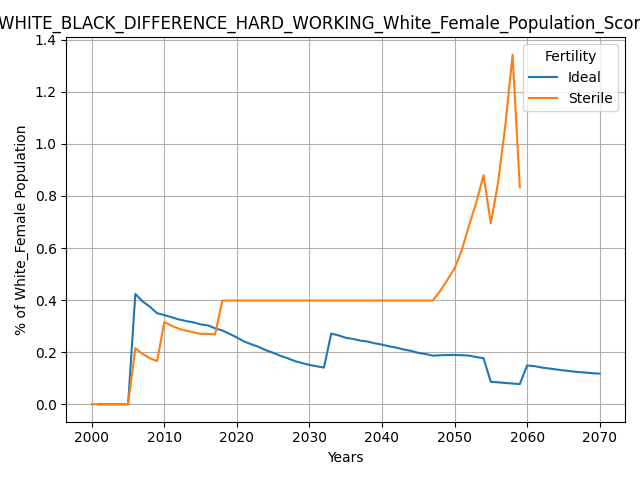 WHITE_BLACK_DIFFERENCE_HARD_WORKING_White_Female_Population_Scor
1.4
1.2
1.0
0.8
0.6
0.4
0.2
0.0
% of White_Female Population
Fertility
Ideal
Sterile
2000 2010 2020 2030 2040 2050 2060 2070
Years